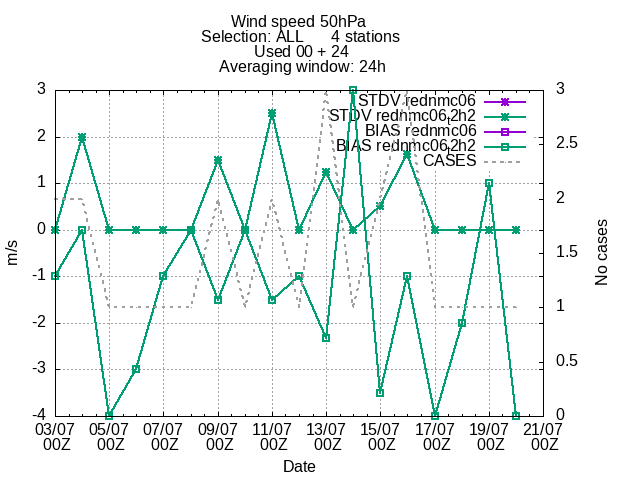 Wind speed 50hPa
Selection: ALL 4 stations
Used 00 + 24
Averaging window: 24h
STDV rednmc06
STDV rednmc06,2h2
BIAS rednmc06
BIAS rednmc06,2h2
CASES
3
2
1
0
-1
-2
-3
-4
m/s
3
2.5
2
1.5
1
0.5
0
No cases
03/07 05/07 07/07 09/07 11/07 13/07 15/07 17/07 19/07 21/07
00Z 00Z 00Z 00Z 00Z 00Z 00Z 00Z 00Z 00Z
Date